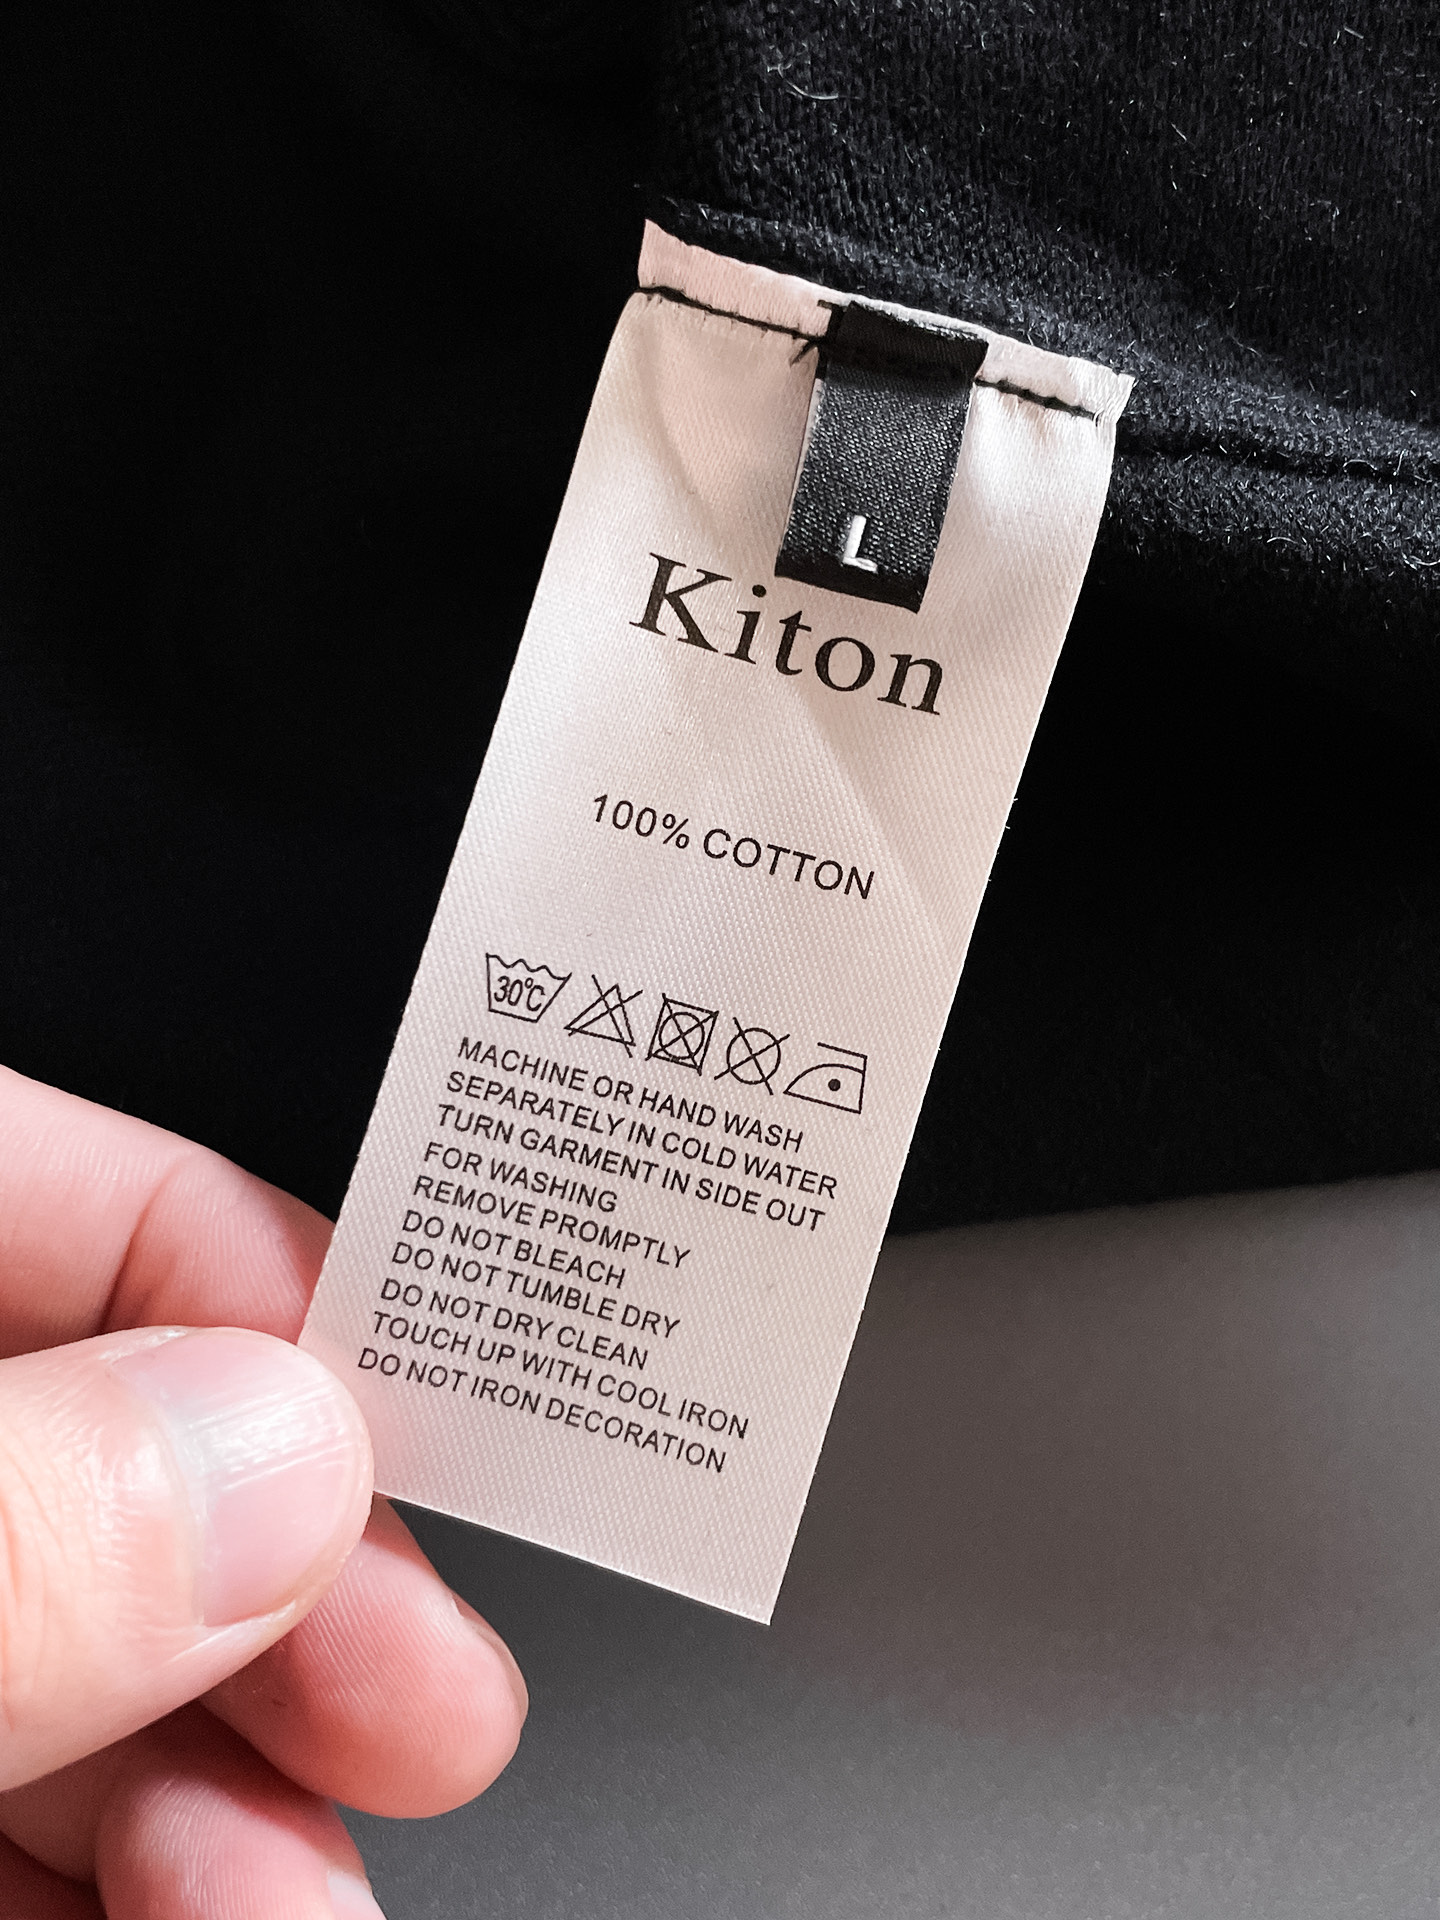 L
Kiton
100% COTTON
30°C
MACHINE OR HAND WASH
SEPARATELY IN COLD WATER
TURN GARMENT IN SIDE OUT
FOR WASHING
REMOVE PROMPTLY
DO NOT BLEACH
DO NOT TUMBLE DRY
DO NOT DRY CLEAN
TOUCH UP WITH COOL IRON
DO NOT IRON DECORATION